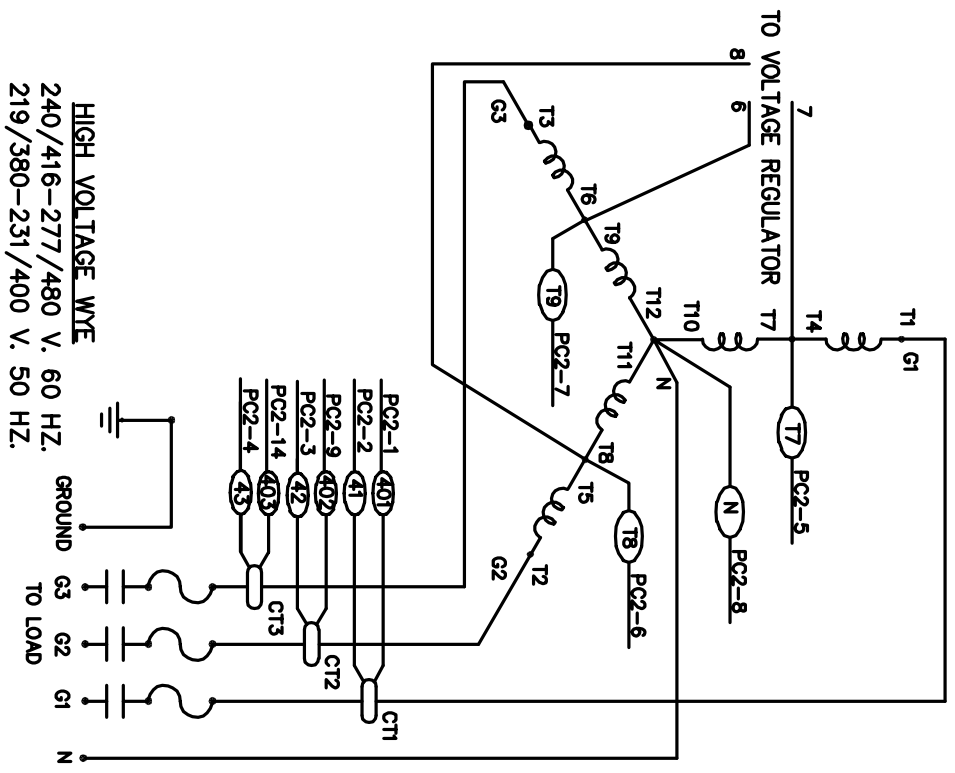 TO VOLTAGE REGULATOR
8
6
7
T3
G3
T6
T9
T12
T10
T7
T4
T1
G1
T9
PC2-7
T7
PC2-5
N
PC2-8
N
T11
T8
T5
T2
G2
T8
PC2-6
PC2-1
PC2-2
PC2-9
PC2-3
PC2-14
PC2-4
401
41
402
42
403
43
CT1
CT2
CT3
GROUND
G3
G2
G1
N
TO LOAD
HIGH VOLTAGE WYE
240/416-277/480 V. 60 HZ.
219/380-231/400 V. 50 HZ.